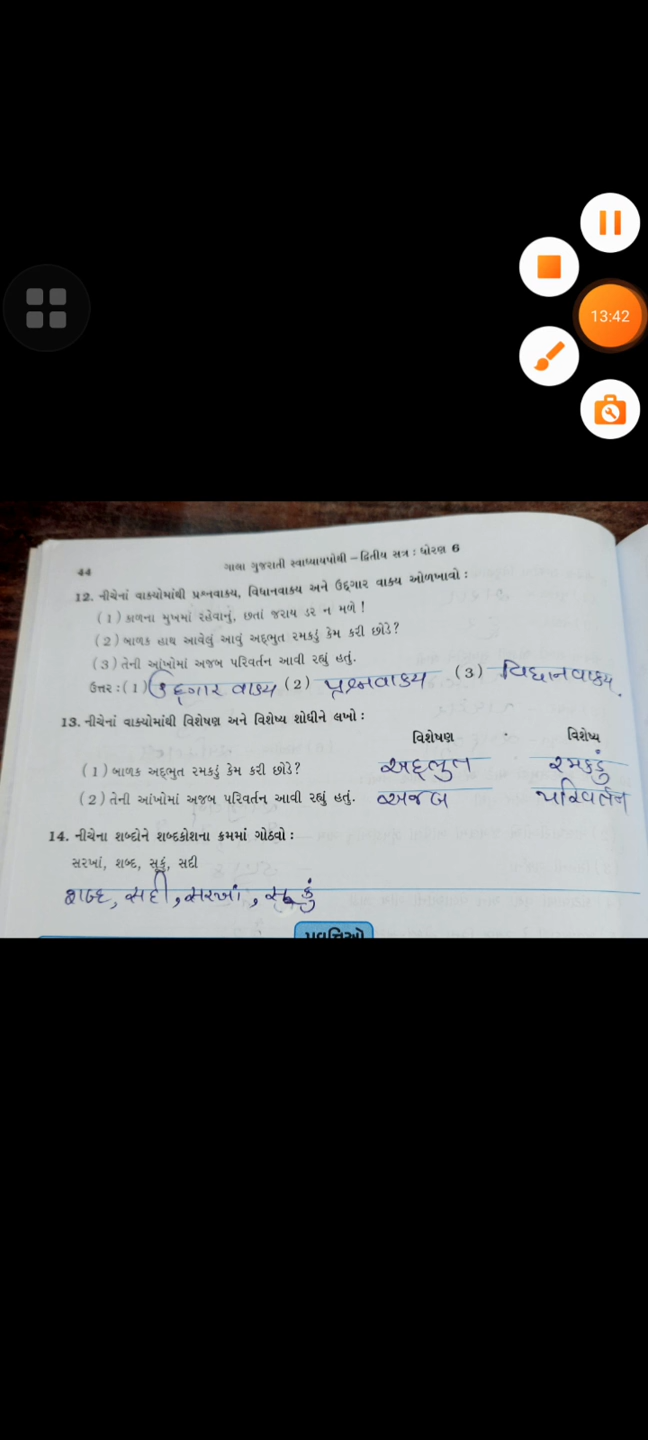 13:42
44
ગાલા ગુજરાતી સ્વાધ્યાયપોથી – દ્વિતીય સત્ર : ધોરણ 6
12. નીચેનાં વાક્યોમાંથી પ્રશ્નવાક્ય, વિધાનવાક્ય અને ઉદ્દગાર વાક્ય ઓળખાવો :
(1) કાળના મુખમાં રહેવાનું, છતાં જરાય ડર ન મળે !
(2) બાળક હાથ આવેલું આવું અદ્ભુત રમકડું કેમ કરી છોડે?
(3) તેની આંખોમાં અજબ પરિવર્તન આવી રહ્યું હતું.
ઉત્તર : (1) ઉદ્દગાર વાક્ય (2) પ્રશ્નવાક્ય (3) વિધાનવાક્ય.
13. નીચેનાં વાક્યોમાંથી વિશેષણ અને વિશેષ્ય શોધીને લખો :
વિશેષણ વિશેષ્ય
(1) બાળક અદ્ભુત રમકડું કેમ કરી છોડે? અદ્ભુત રમકડું
(2) તેની આંખોમાં અજબ પરિવર્તન આવી રહ્યું હતું. અજબ પરિવર્તન
14. નીચેના શબ્દોને શબ્દકોશના ક્રમમાં ગોઠવો :
સરખાં, શબ્દ, સૂકું, સદી
શબ્દ, સદી, સરખાં, સૂકું
પ્રવૃત્તિઓ